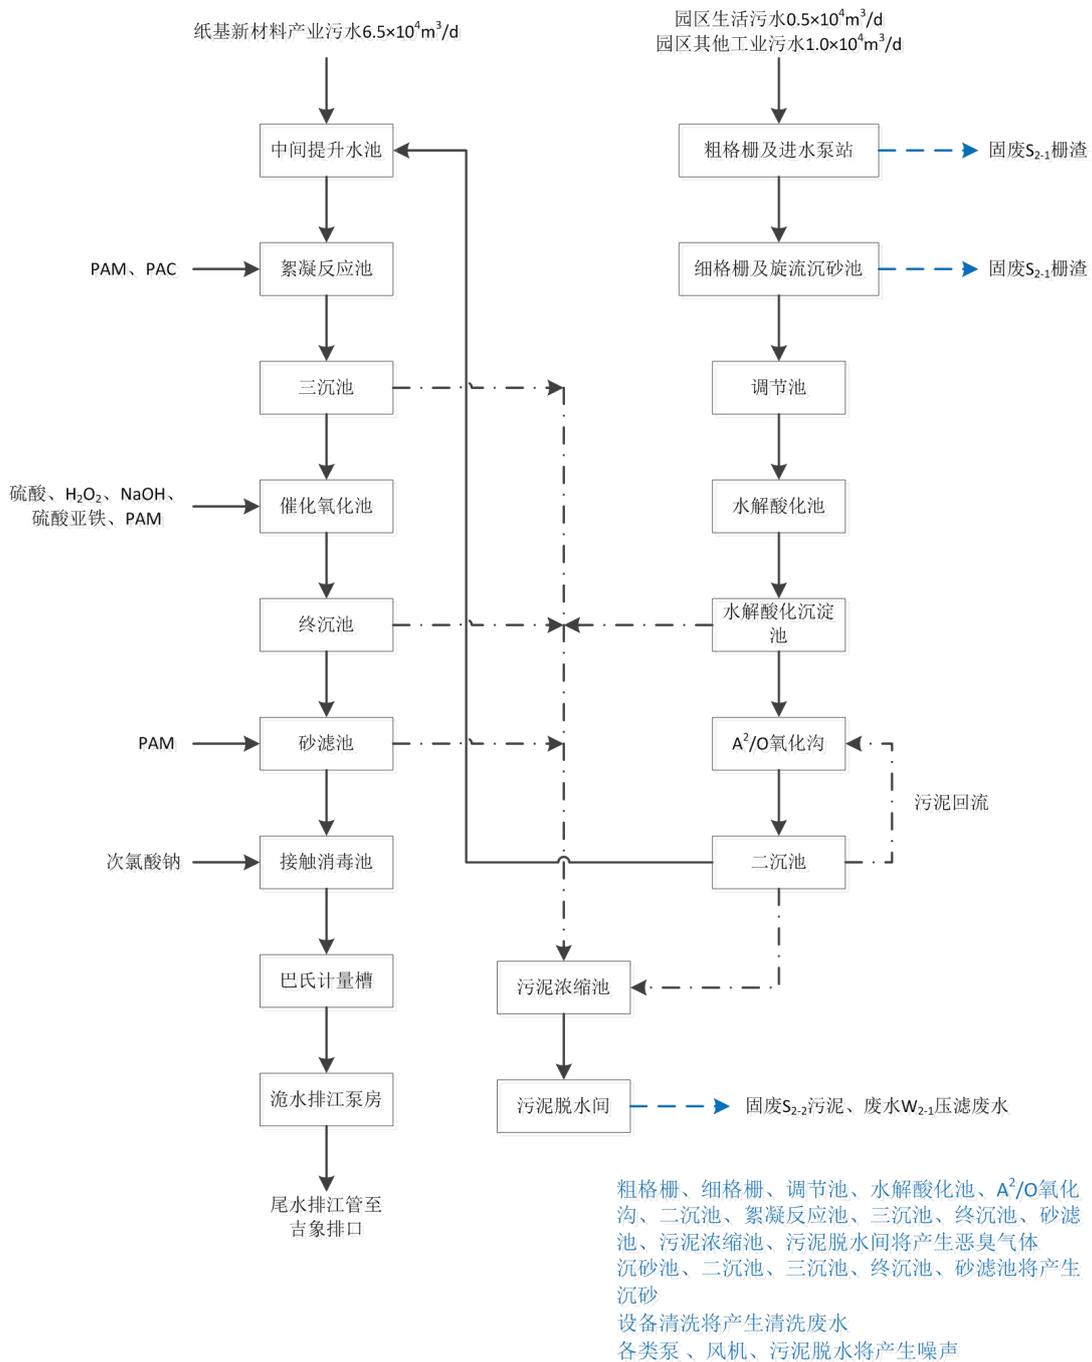 纸基新材料产业污水6.5×10⁴m³/d
园区生活污水0.5×10⁴m³/d
园区其他工业污水1.0×10⁴m³/d
中间提升水池
粗格栅及进水泵站
固废S₂₋₁栅渣
PAM、PAC
絮凝反应池
细格栅及旋流沉砂池
固废S₂₋₁栅渣
三沉池
调节池
硫酸、H₂O₂、NaOH、
硫酸亚铁、PAM
催化氧化池
水解酸化池
终沉池
水解酸化沉淀
池
PAM
砂滤池
A²/O氧化沟
污泥回流
次氯酸钠
接触消毒池
二沉池
巴氏计量槽
污泥浓缩池
洈水排江泵房
污泥脱水间
固废S₂₋₂污泥、废水W₂₋₁压滤废水
尾水排江管至
吉象排口
粗格栅、细格栅、调节池、水解酸化池、A²/O氧化
沟、二沉池、絮凝反应池、三沉池、终沉池、砂滤
池、污泥浓缩池、污泥脱水间将产生恶臭气体
沉砂池、二沉池、三沉池、终沉池、砂滤池将产生
沉砂
设备清洗将产生清洗废水
各类泵、风机、污泥脱水将产生噪声